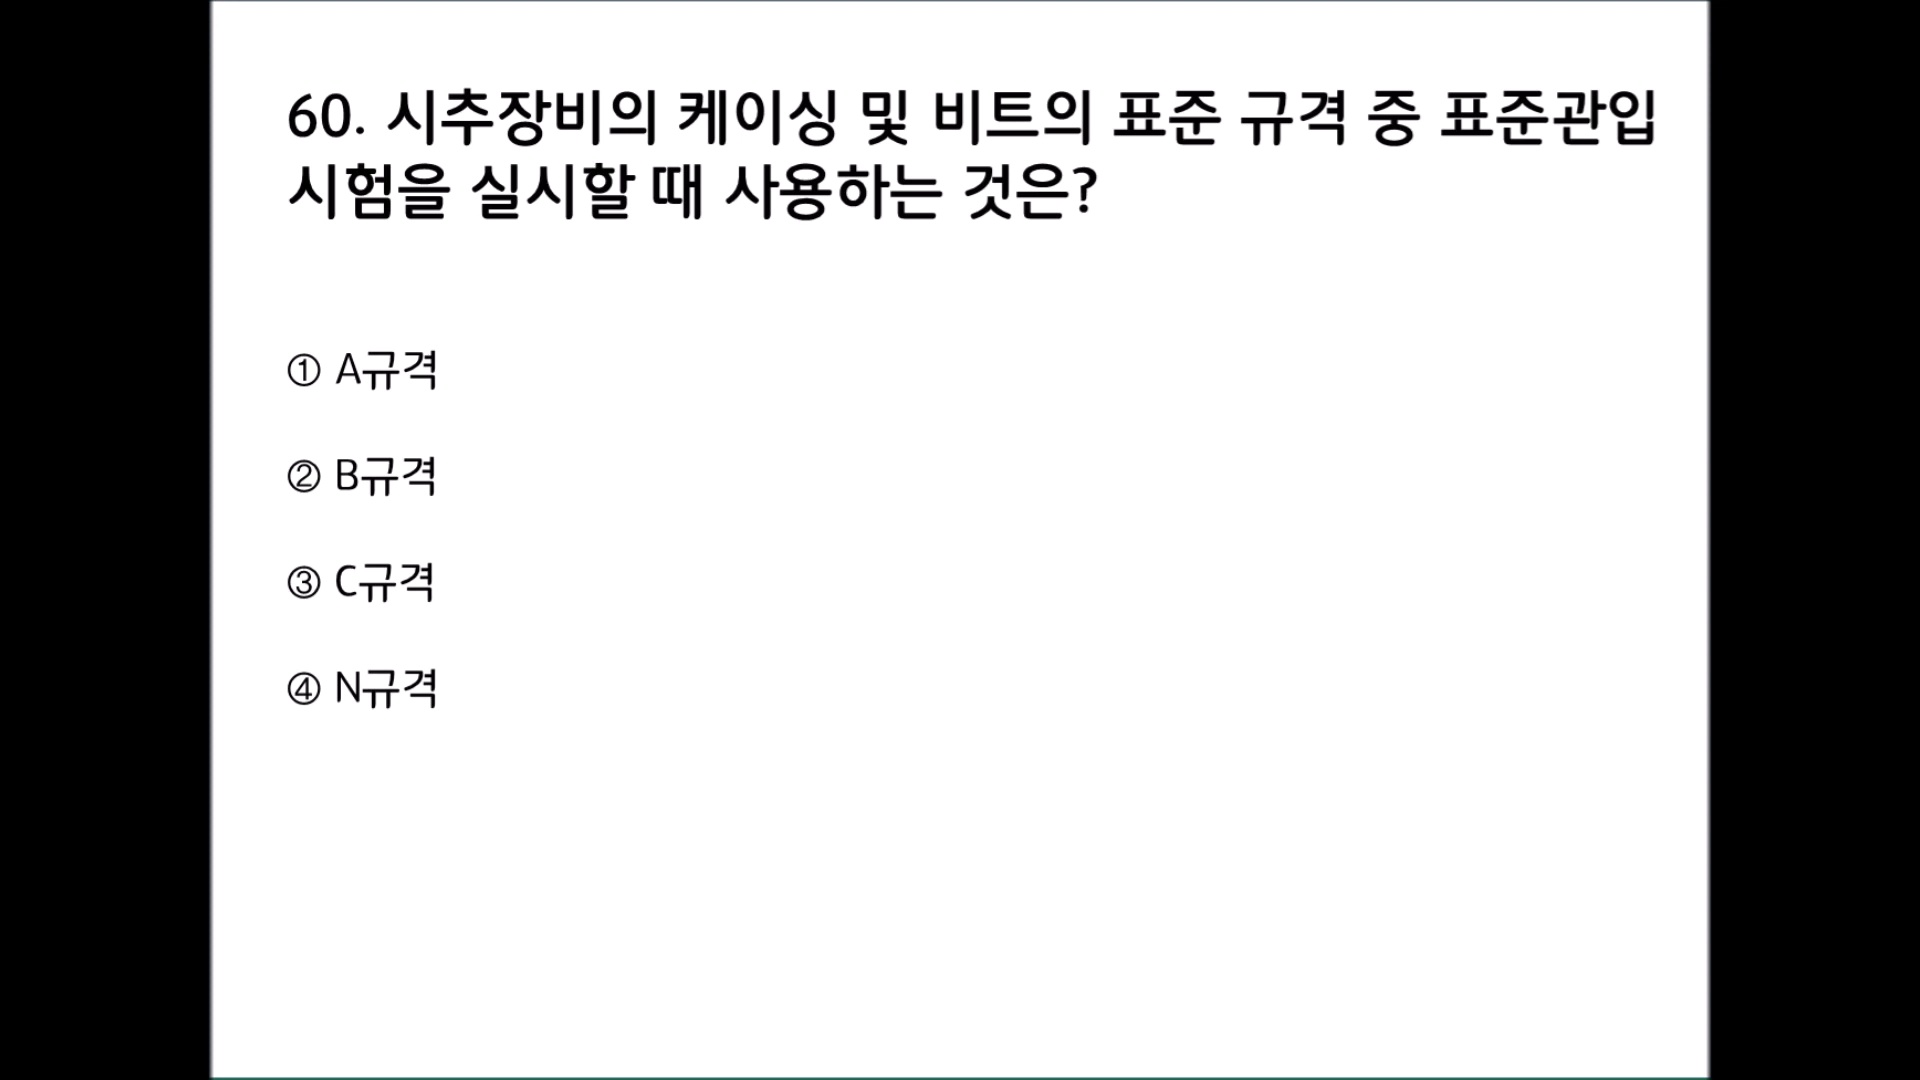 60. 시추장비의 케이싱 및 비트의 표준 규격 중 표준관입
시험을 실시할 때 사용하는 것은?
① A규격
② B규격
③ C규격
④ N규격